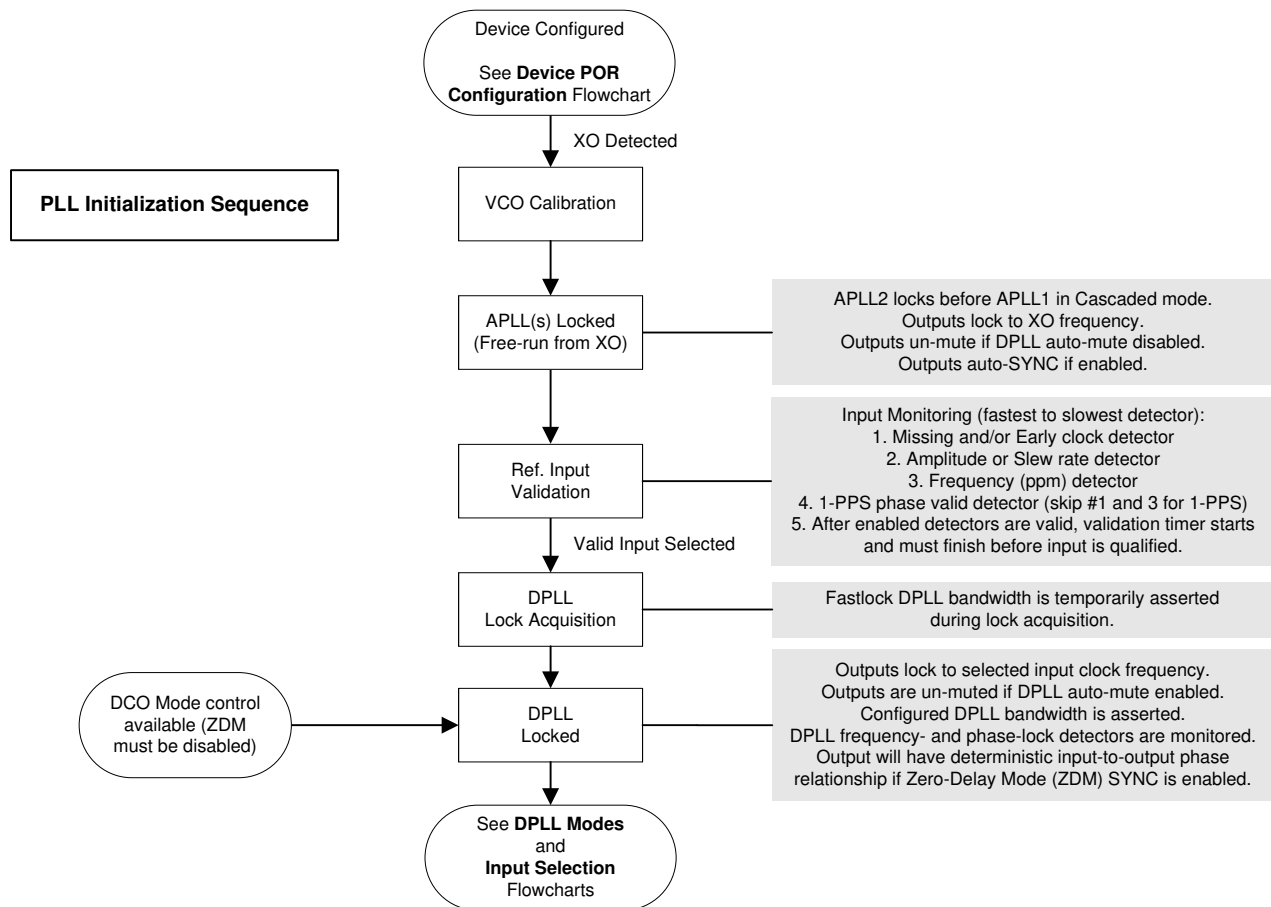 Device Configured
See Device POR
Configuration Flowchart
XO Detected
PLL Initialization Sequence
VCO Calibration
APLL(s) Locked
(Free-run from XO)
APLL2 locks before APLL1 in Cascaded mode.
Outputs lock to XO frequency.
Outputs un-mute if DPLL auto-mute disabled.
Outputs auto-SYNC if enabled.
Ref. Input
Validation
Input Monitoring (fastest to slowest detector):
1. Missing and/or Early clock detector
2. Amplitude or Slew rate detector
3. Frequency (ppm) detector
4. 1-PPS phase valid detector (skip #1 and 3 for 1-PPS)
5. After enabled detectors are valid, validation timer starts
and must finish before input is qualified.
Valid Input Selected
DPLL
Lock Acquisition
Fastlock DPLL bandwidth is temporarily asserted
during lock acquisition.
DCO Mode control
available (ZDM
must be disabled)
DPLL
Locked
Outputs lock to selected input clock frequency.
Outputs are un-muted if DPLL auto-mute enabled.
Configured DPLL bandwidth is asserted.
DPLL frequency- and phase-lock detectors are monitored.
Output will have deterministic input-to-output phase
relationship if Zero-Delay Mode (ZDM) SYNC is enabled.
See DPLL Modes
and
Input Selection
Flowcharts